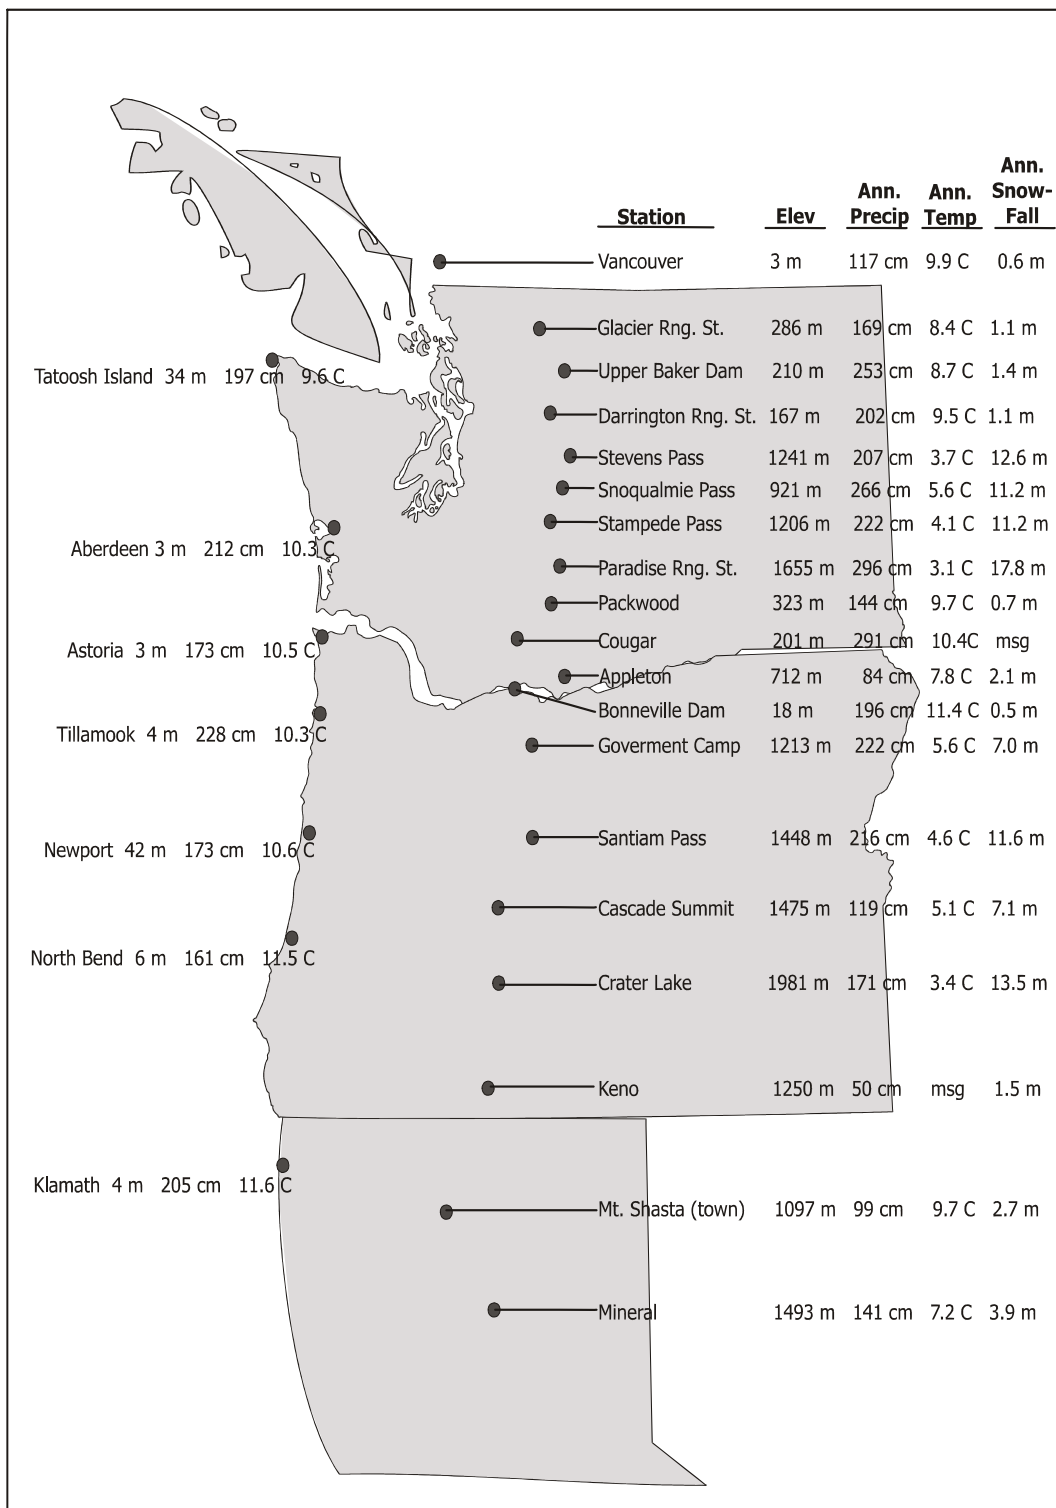 Station Elev Ann. Precip Ann. Temp Ann. Snow-Fall
Vancouver 3 m 117 cm 9.9 C 0.6 m
Glacier Rng. St. 286 m 169 cm 8.4 C 1.1 m
Upper Baker Dam 210 m 253 cm 8.7 C 1.4 m
Tatoosh Island 34 m 197 cm 9.6 C
Darrington Rng. St. 167 m 202 cm 9.5 C 1.1 m
Stevens Pass 1241 m 207 cm 3.7 C 12.6 m
Snoqualmie Pass 921 m 266 cm 5.6 C 11.2 m
Stampede Pass 1206 m 222 cm 4.1 C 11.2 m
Aberdeen 3 m 212 cm 10.3 C
Paradise Rng. St. 1655 m 296 cm 3.1 C 17.8 m
Packwood 323 m 144 cm 9.7 C 0.7 m
Cougar 201 m 291 cm 10.4C msg
Astoria 3 m 173 cm 10.5 C
Appleton 712 m 84 cm 7.8 C 2.1 m
Bonneville Dam 18 m 196 cm 11.4 C 0.5 m
Tillamook 4 m 228 cm 10.3 C
Goverment Camp 1213 m 222 cm 5.6 C 7.0 m
Santiam Pass 1448 m 216 cm 4.6 C 11.6 m
Newport 42 m 173 cm 10.6 C
Cascade Summit 1475 m 119 cm 5.1 C 7.1 m
North Bend 6 m 161 cm 11.5 C
Crater Lake 1981 m 171 cm 3.4 C 13.5 m
Keno 1250 m 50 cm msg 1.5 m
Klamath 4 m 205 cm 11.6 C
Mt. Shasta (town) 1097 m 99 cm 9.7 C 2.7 m
Mineral 1493 m 141 cm 7.2 C 3.9 m